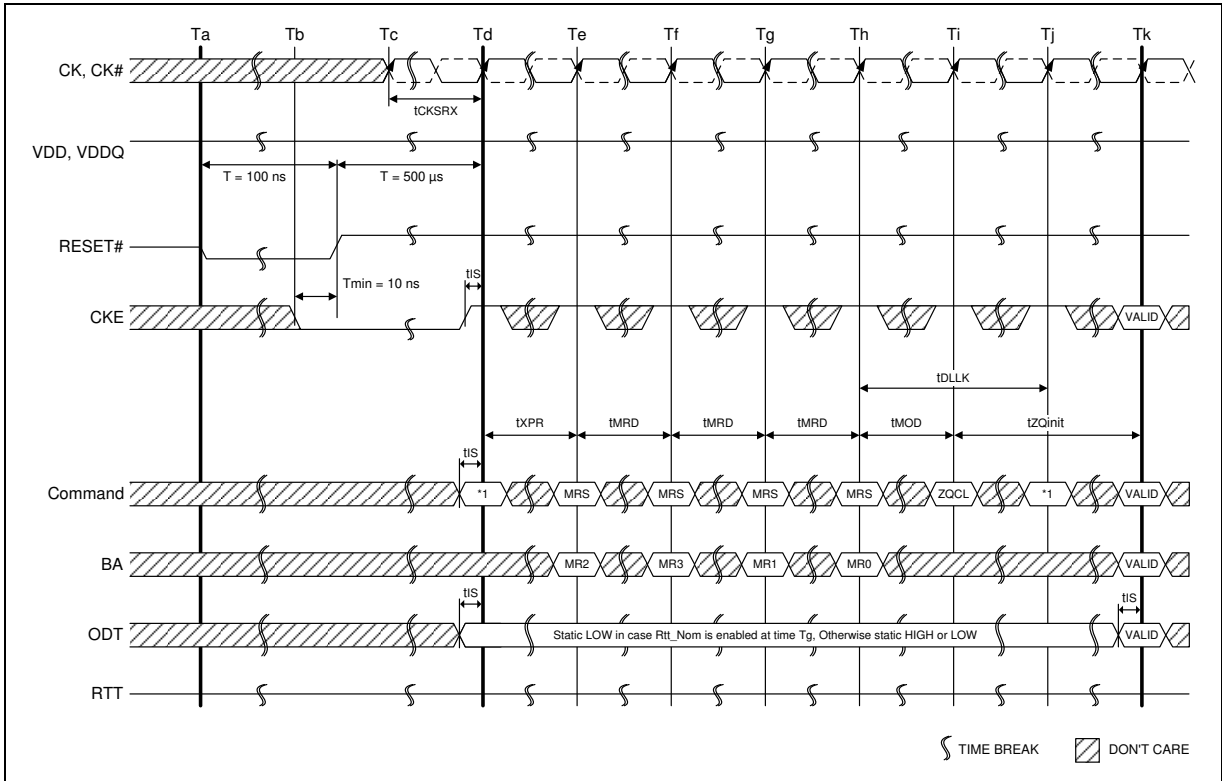 Ta Tb Tc Td Te Tf Tg Th Ti Tj Tk
CK, CK#
tCKSRX
VDD, VDDQ
T = 100 ns T = 500 µs
RESET#
Tmin = 10 ns tIS
CKE VALID
tDLLK
tXPR tMRD tMRD tMRD tMOD tZQinit
tIS
Command *1 MRS MRS MRS MRS ZQCL *1 VALID
BA MR2 MR3 MR1 MR0 VALID
tIS tIS
ODT Static LOW in case Rtt_Nom is enabled at time Tg, Otherwise static HIGH or LOW VALID
RTT
TIME BREAK DON'T CARE